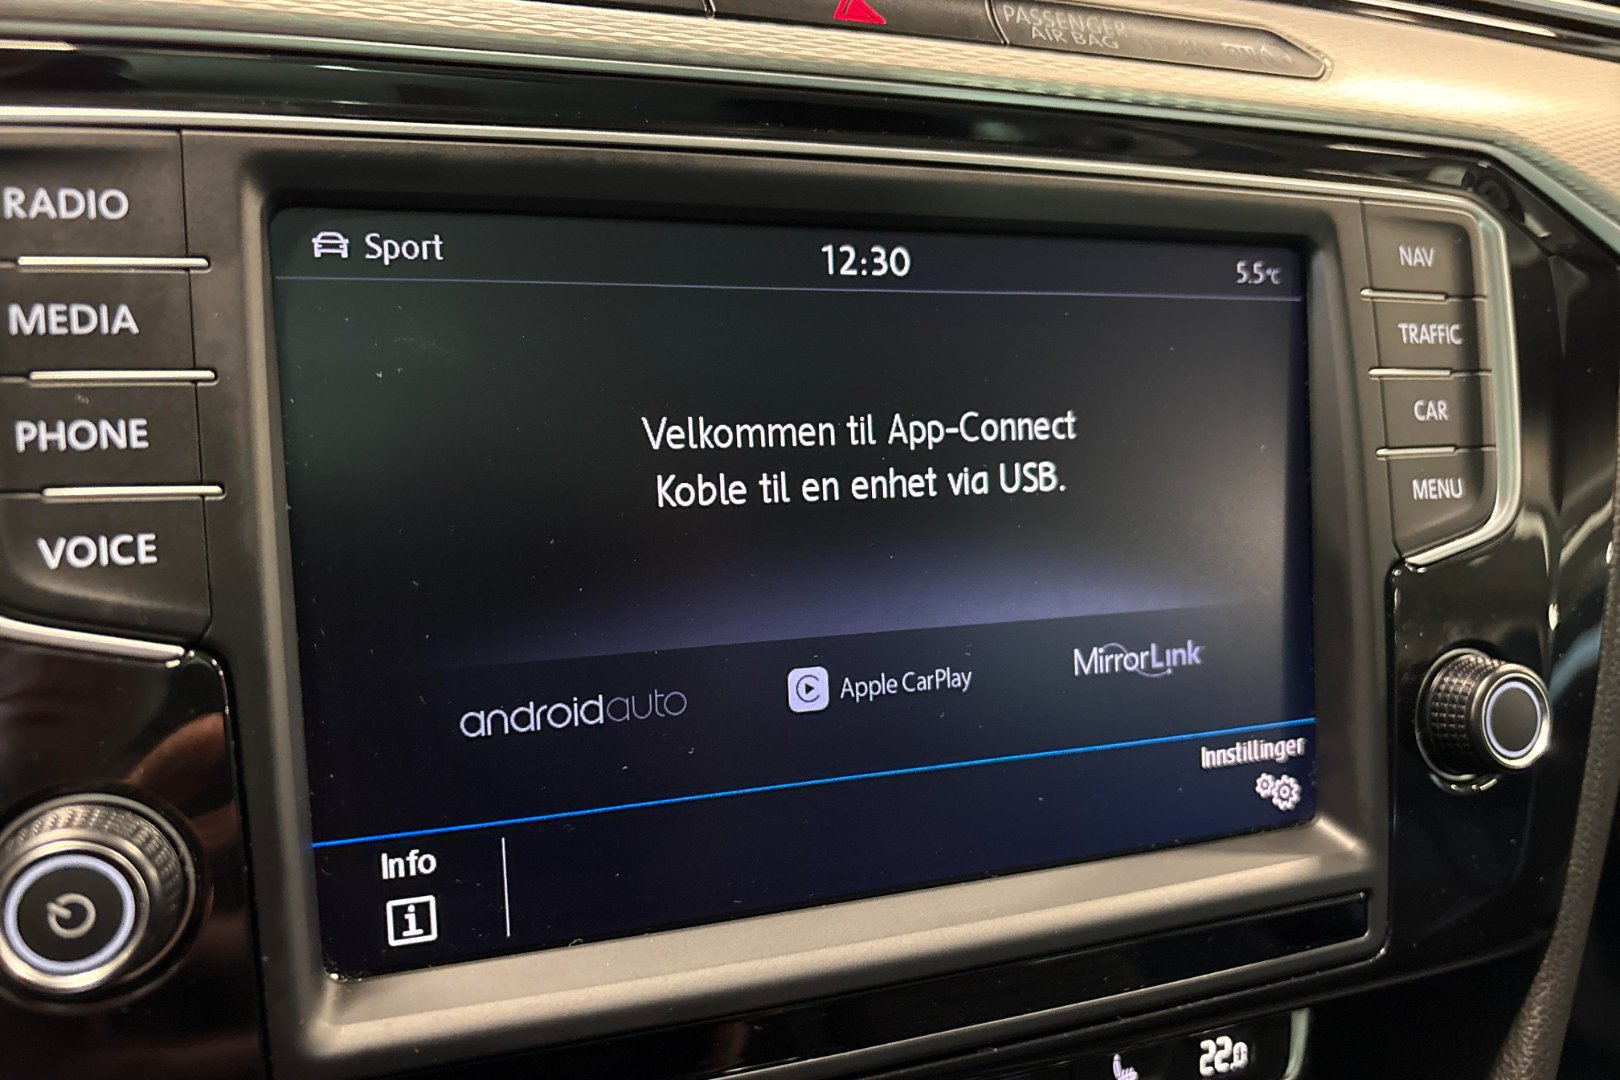 PASSENGER
AIR BAG
RADIO
MEDIA
PHONE
VOICE
Sport
12:30
5.5°C
Velkommen til App-Connect
Koble til en enhet via USB.
androidauto
Apple CarPlay
MirrorLink
Innstillinger
Info
NAV
TRAFFIC
CAR
MENU
22.0